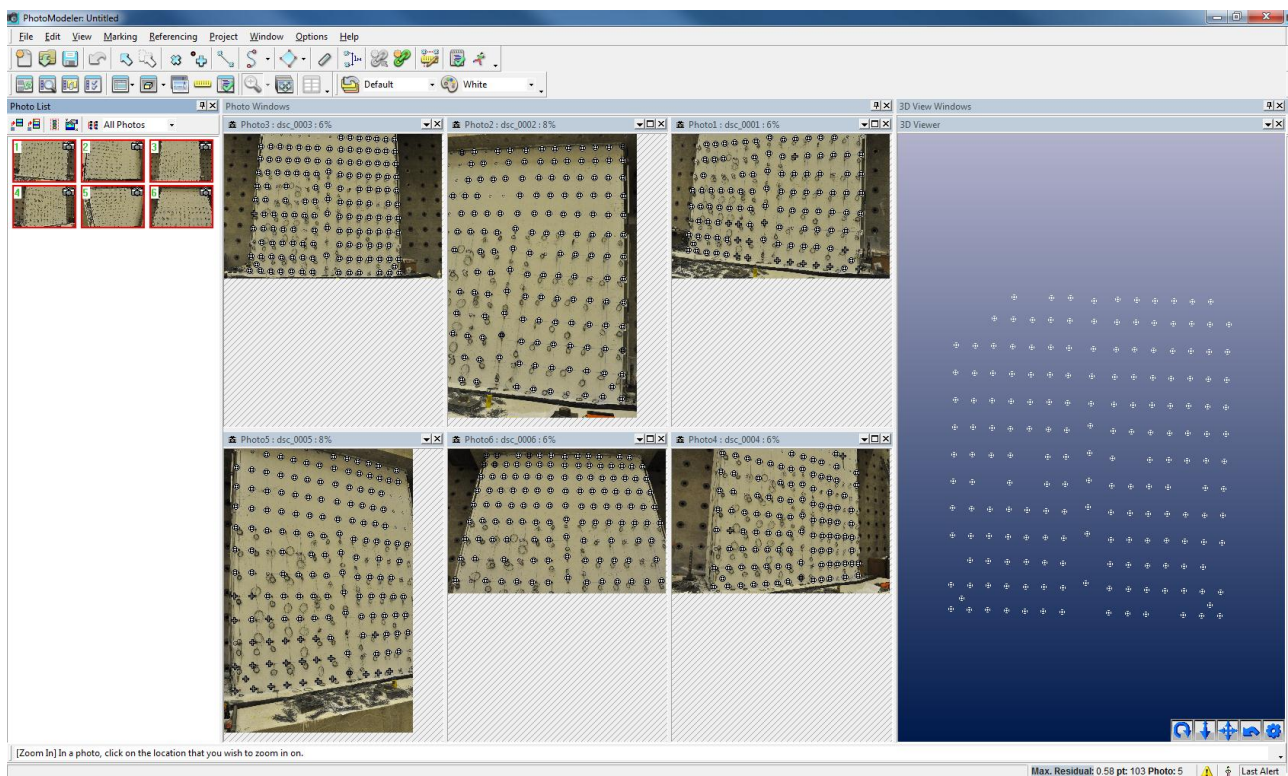 PhotoModeler: Untitled
File Edit View Marking Referencing Project Window Options Help
Default White
Photo List
Photo Windows
3D View Windows
All Photos
1 2 3
4 5 6
Photo3 : dsc_0003 : 6%
Photo2 : dsc_0002 : 8%
Photo1 : dsc_0001 : 6%
3D Viewer
Photo5 : dsc_0005 : 8%
Photo6 : dsc_0006 : 6%
Photo4 : dsc_0004 : 6%
[Zoom In] In a photo, click on the location that you wish to zoom in on.
Max. Residual: 0.58 pt: 103 Photo: 5 Last Alert